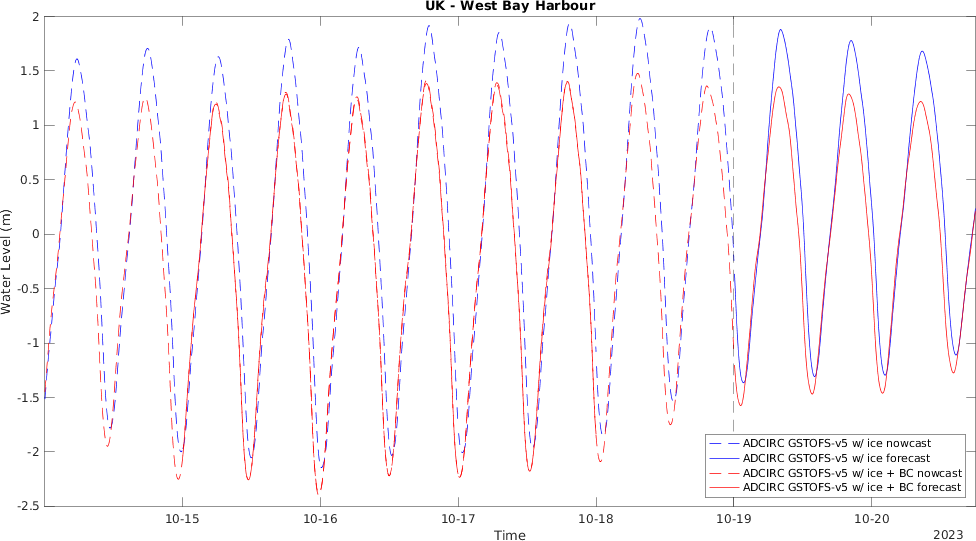 UK - West Bay Harbour
2
1.5
1
0.5
0
-0.5
-1
-1.5
-2
-2.5
Water Level (m)
10-15 10-16 10-17 10-18 10-19 10-20
Time
2023
ADCIRC GSTOFS-v5 w/ ice nowcast
ADCIRC GSTOFS-v5 w/ ice forecast
ADCIRC GSTOFS-v5 w/ ice + BC nowcast
ADCIRC GSTOFS-v5 w/ ice + BC forecast